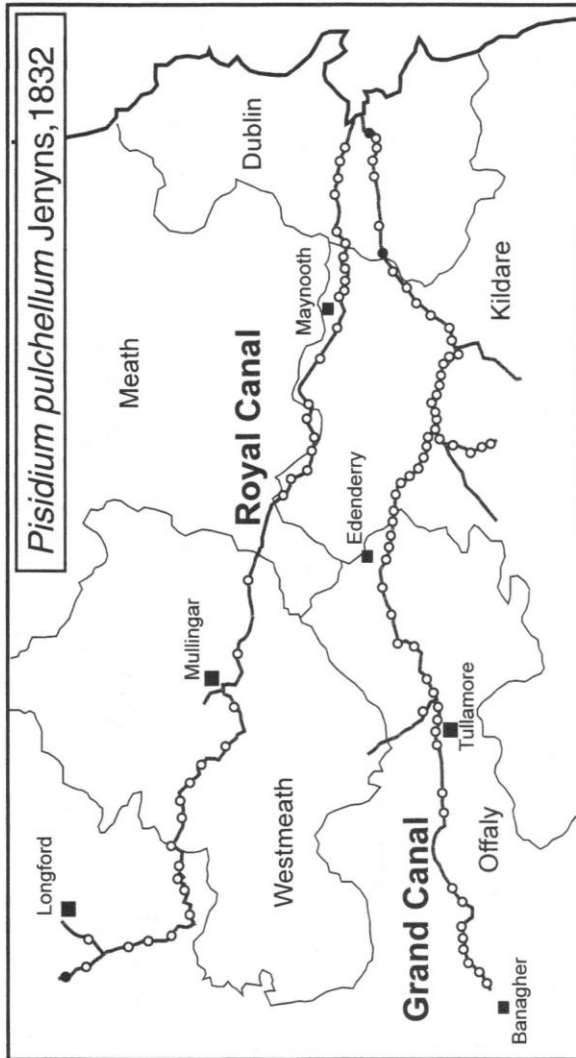 Pisidium pulchellum Jenyns,1832
Longford
Mullingar
Meath
Dublin
Royal Canal
Maynooth
Westmeath
Edenderry
Grand Canal
Tullamore
Kildare
Offaly
Banagher